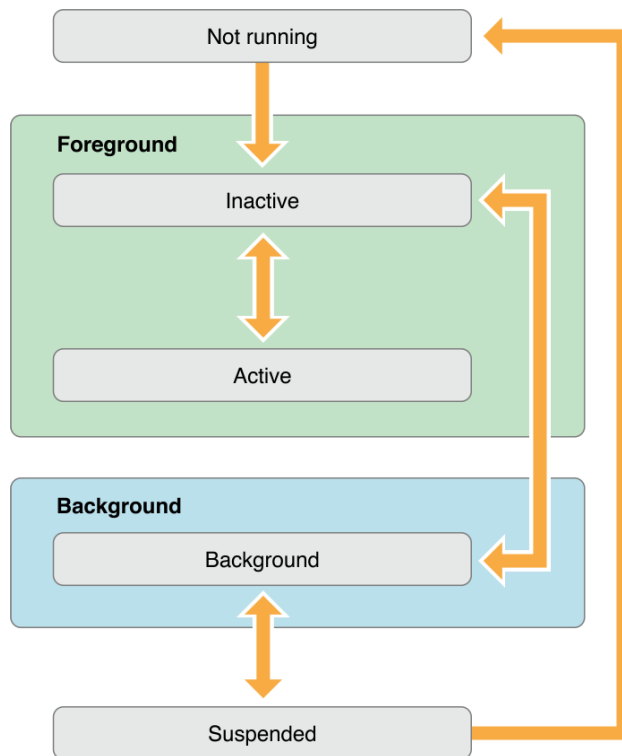 Not running
Foreground
Inactive
Active
Background
Background
Suspended